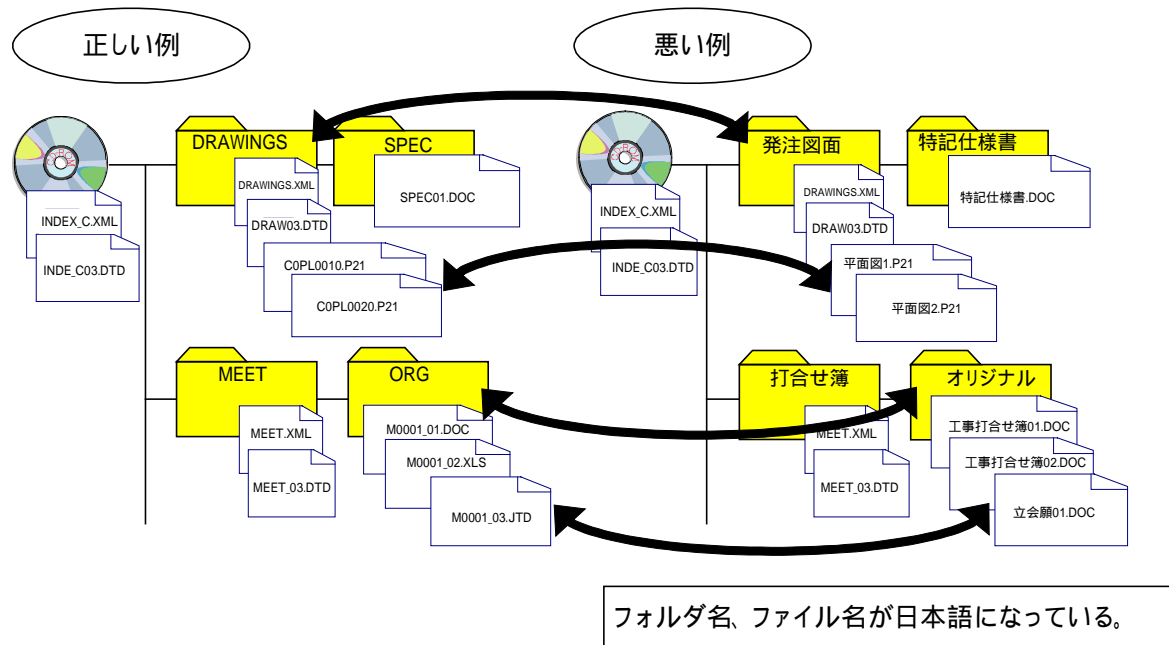 正しい例
悪い例
DRAWINGS
SPEC
発注図面
特記仕様書
DRAWINGS.XML
SPEC01.DOC
DRAWINGS.XML
特記仕様書.DOC
INDEX_C.XML
DRAW03.DTD
INDEX_C.XML
DRAW03.DTD
INDE_C03.DTD
C0PL0010.P21
INDE_C03.DTD
平面図1.P21
C0PL0020.P21
平面図2.P21
MEET
ORG
打合せ簿
オリジナル
MEET.XML
M0001_01.DOC
MEET.XML
工事打合せ簿01.DOC
M0001_02.XLS
工事打合せ簿02.DOC
MEET_03.DTD
M0001_03.JTD
MEET_03.DTD
立会願01.DOC
フォルダ名、ファイル名が日本語になっている。